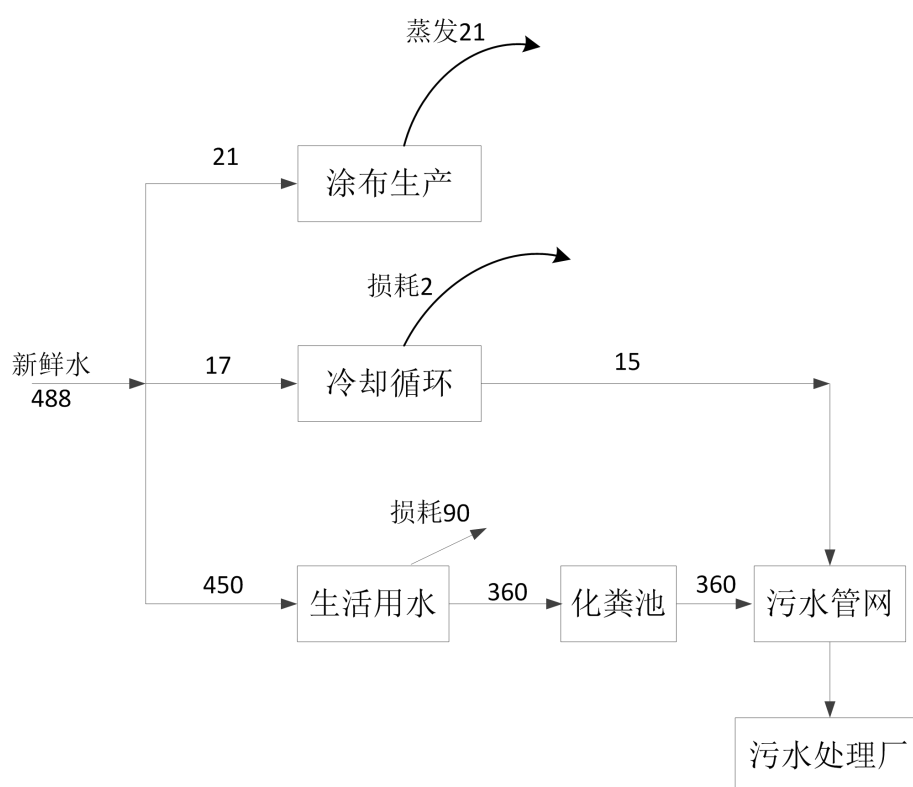 蒸发21
21
涂布生产
损耗2
新鲜水
488
17
冷却循环
15
损耗90
450
生活用水
360
化粪池
360
污水管网
污水处理厂